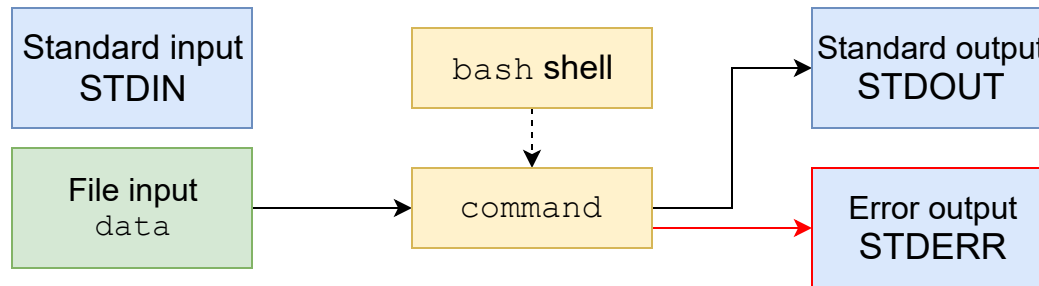 Standard input
STDIN
bash shell
Standard output
STDOUT
File input
data
command
Error output
STDERR